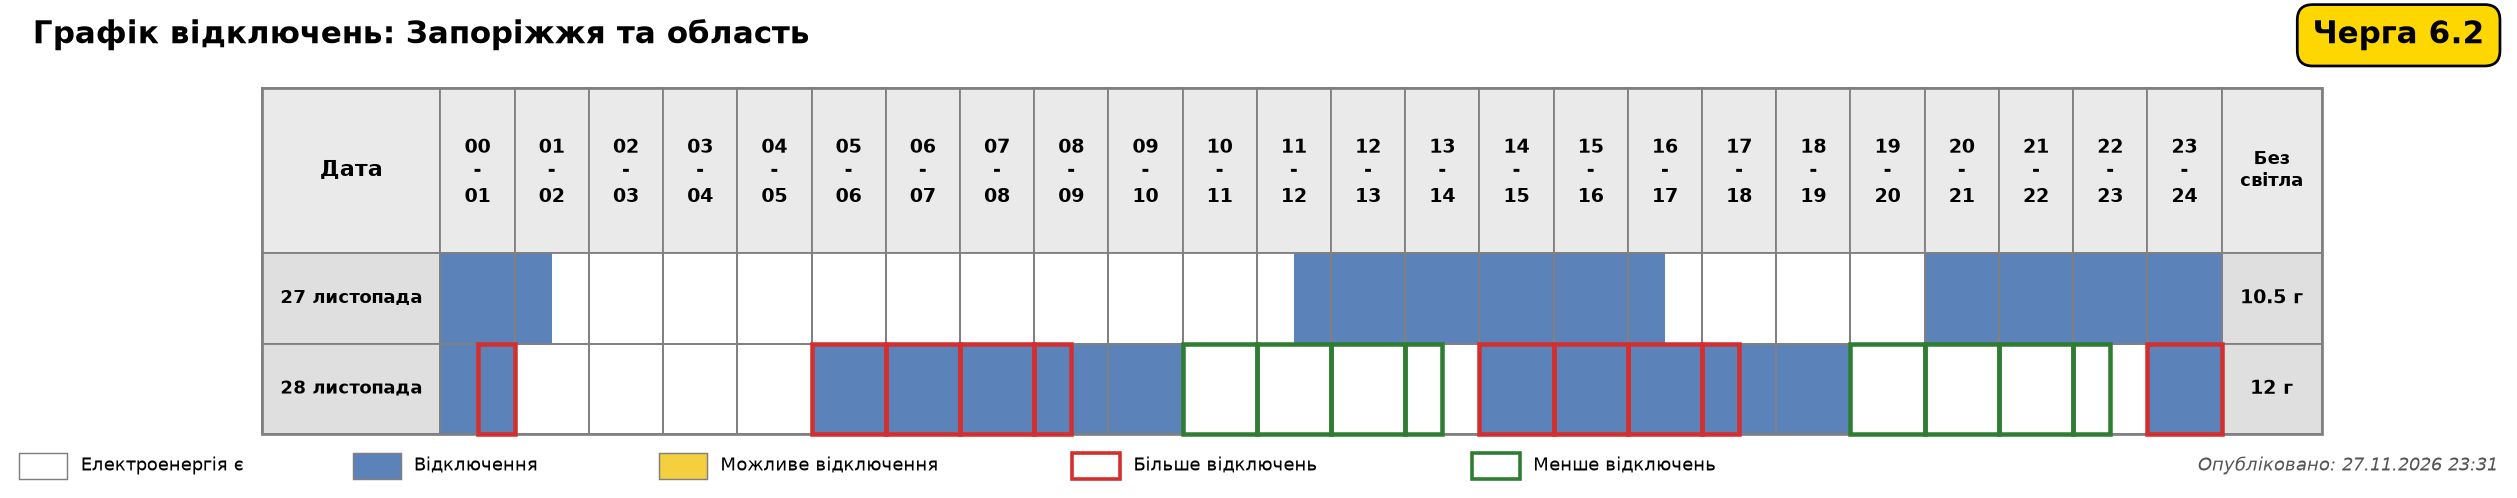 Графік відключень: Запоріжжя та область
Черга 6.2
Дата
00 - 01
01 - 02
02 - 03
03 - 04
04 - 05
05 - 06
06 - 07
07 - 08
08 - 09
09 - 10
10 - 11
11 - 12
12 - 13
13 - 14
14 - 15
15 - 16
16 - 17
17 - 18
18 - 19
19 - 20
20 - 21
21 - 22
22 - 23
23 - 24
Без
світла
27 листопада
10.5 г
28 листопада
12 г
Електроенергія є
Відключення
Можливе відключення
Більше відключень
Менше відключень
Опубліковано: 27.11.2026 23:31